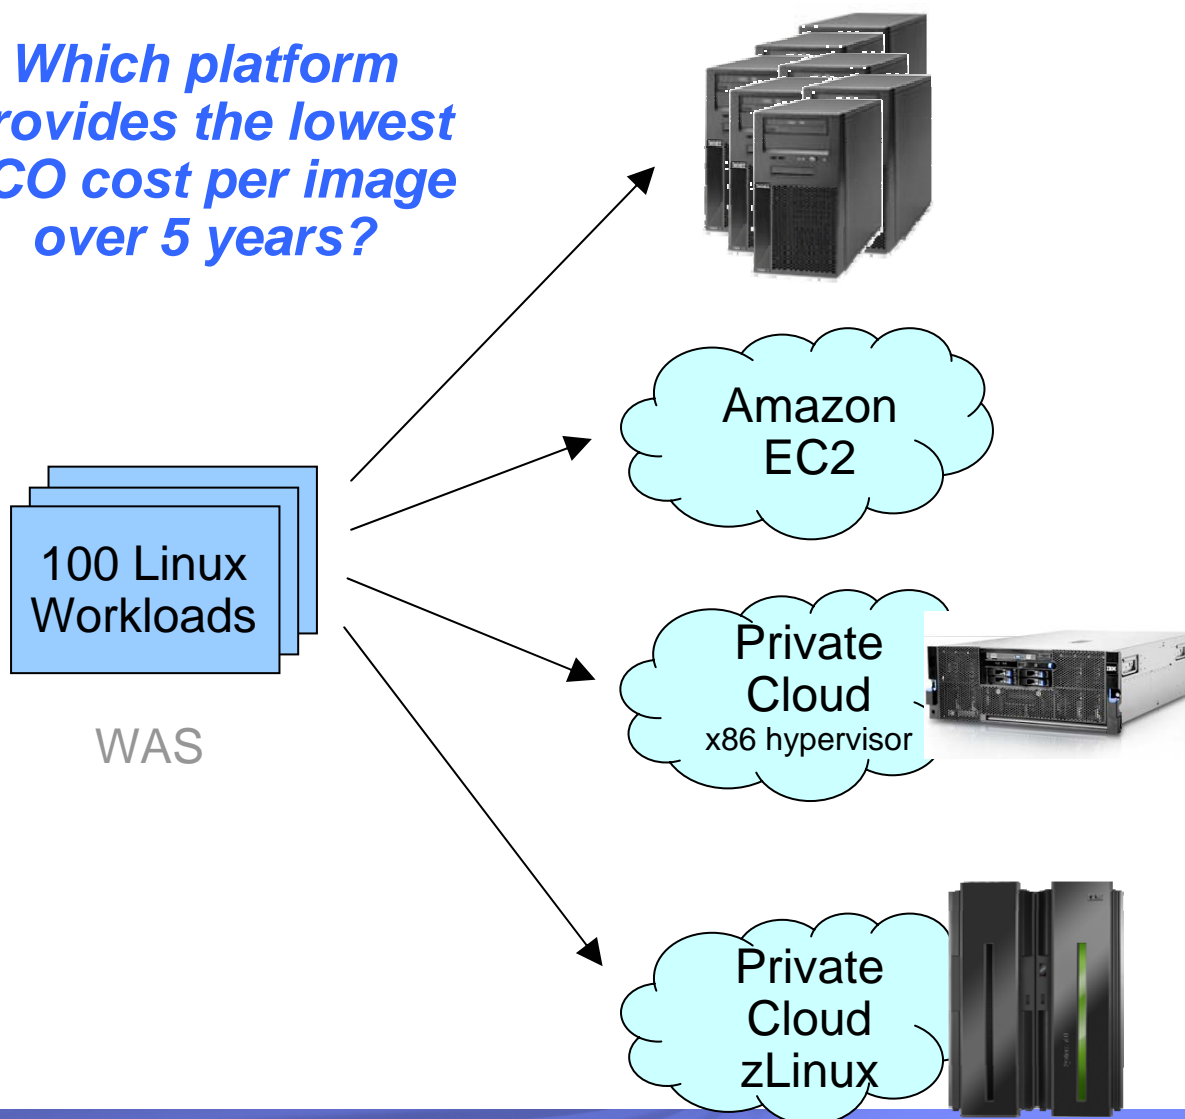 Which platform
rovides the lowest
CO cost per image
over 5 years?
Amazon
EC2
100 Linux
Workloads
Private
Cloud
x86 hypervisor
WAS
Private
Cloud
zLinux